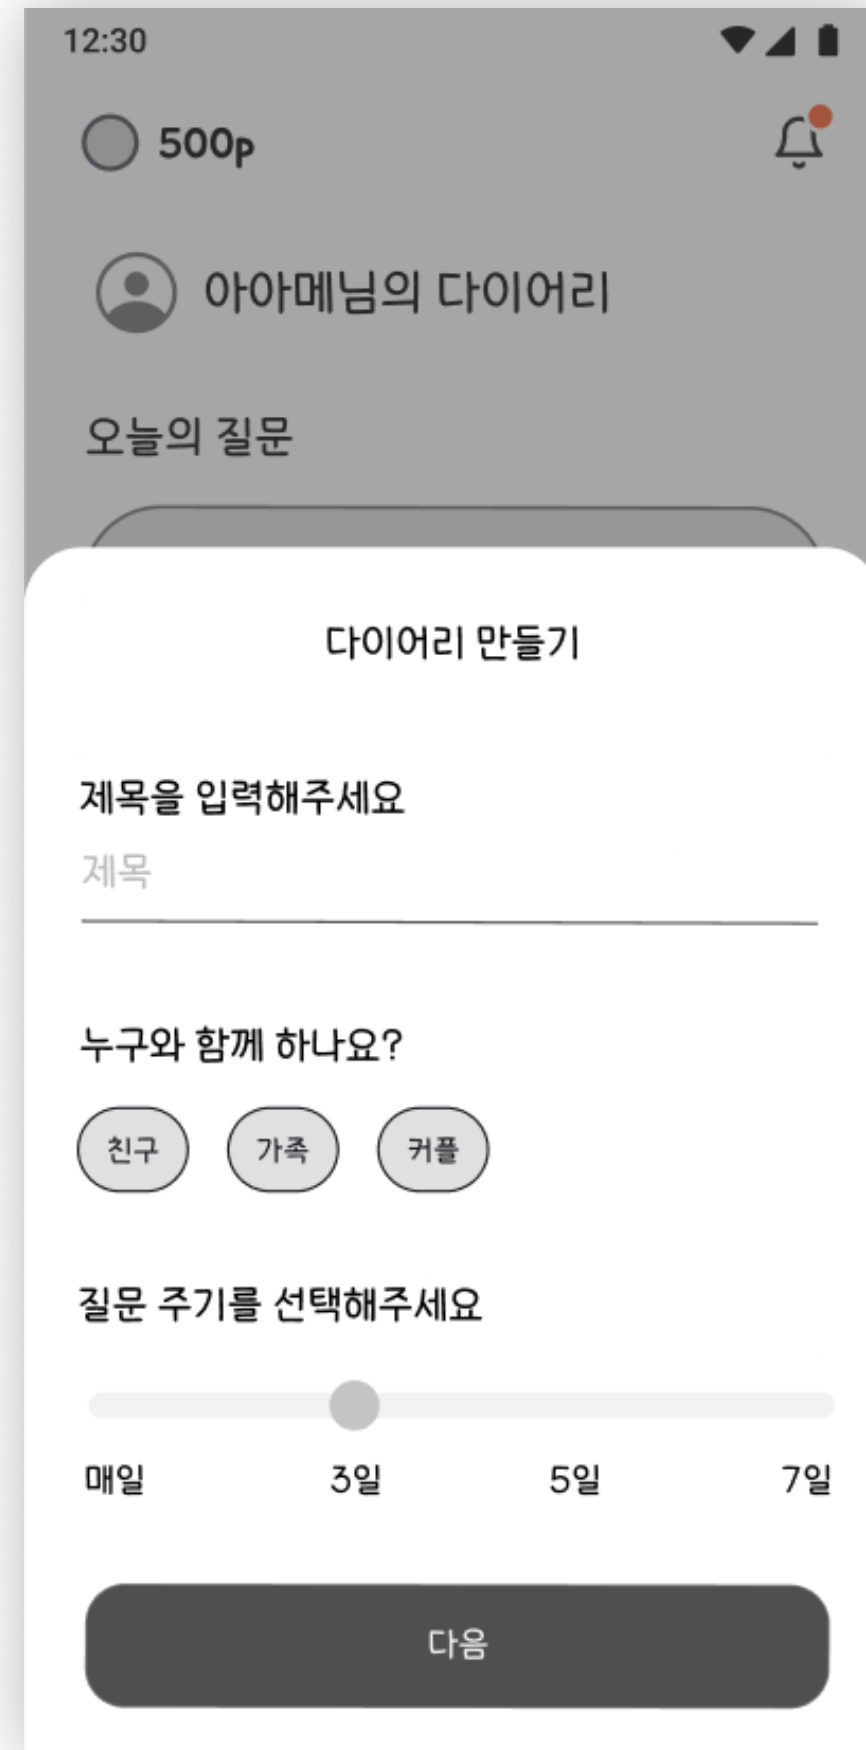 12:30
500p
아아메님의 다이어리
오늘의 질문
다이어리 만들기
제목을 입력해주세요
제목
누구와 함께 하나요?
친구 가족 커플
질문 주기를 선택해주세요
매일 3일 5일 7일
다음